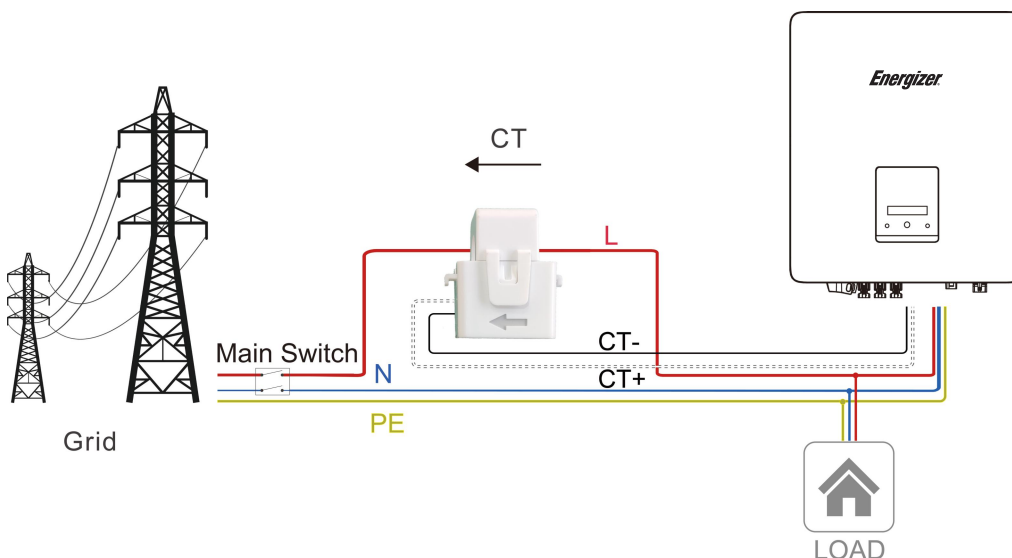 Energizer
CT
L
CT-
Main Switch
N
CT+
PE
Grid
LOAD